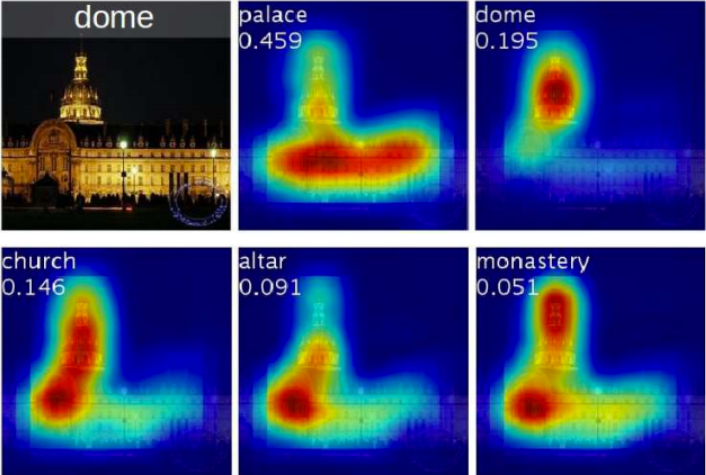 dome
palace
0.459
dome
0.195
church
0.146
altar
0.091
monastery
0.051